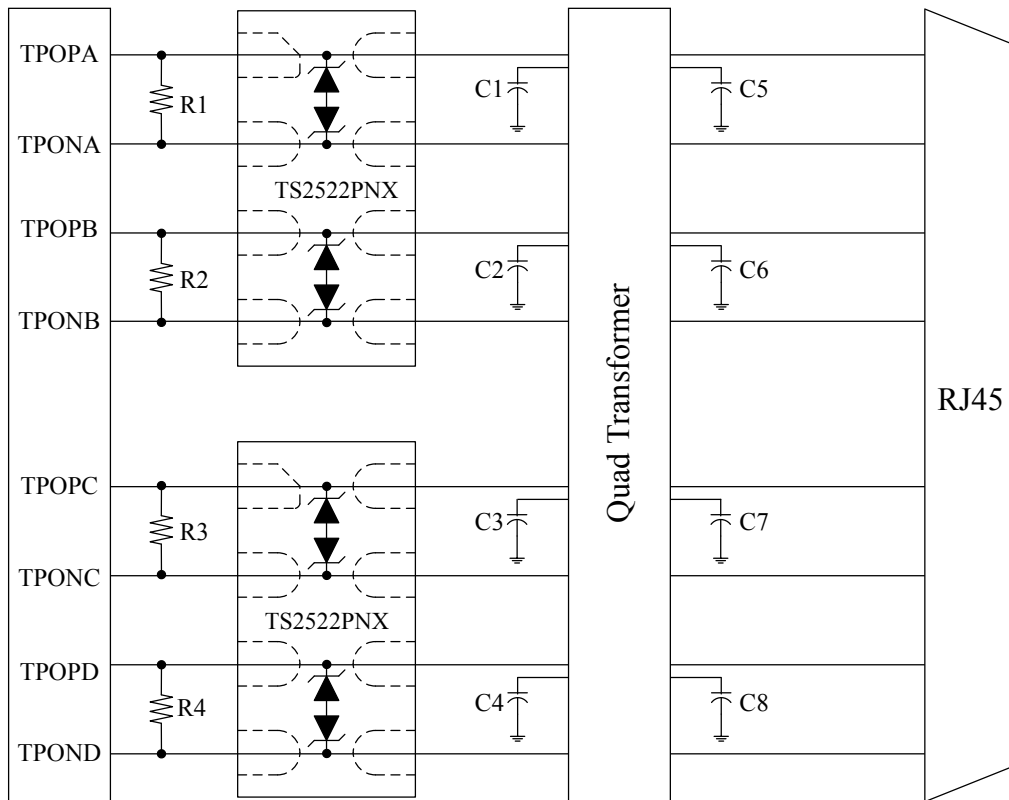 TPOPA
R1
C1
C5
TPONA
TS2522PNX
TPOPB
R2
C2
C6
TPONB
Quad Transformer
RJ45
TPOPC
R3
C3
C7
TPONC
TS2522PNX
TPOPD
R4
C4
C8
TPOND